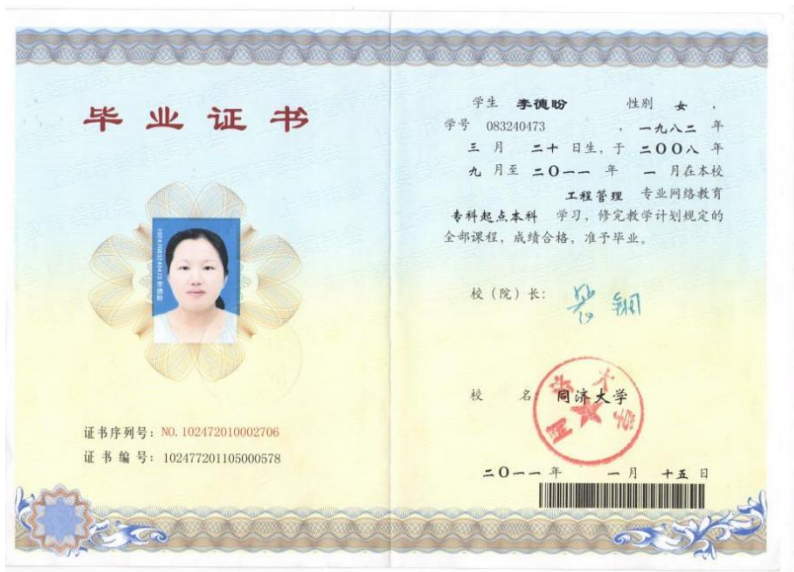 毕业证书
证书序列号：NO. 102472010002706
证 书 编 号：102477201105000578
学生 李德盼 性别 女，
学号 083240473 ，一九八二 年
三 月 二十 日生，于 二〇〇八 年
九 月至 二〇一一 年 一 月在本校
工程管理 专业网络教育
专科起点本科 学习，修完教学计划规定的
全部课程，成绩合格，准予毕业。
校（院）长：
校 名：同济大学
二〇一一 年 一 月 十五 日